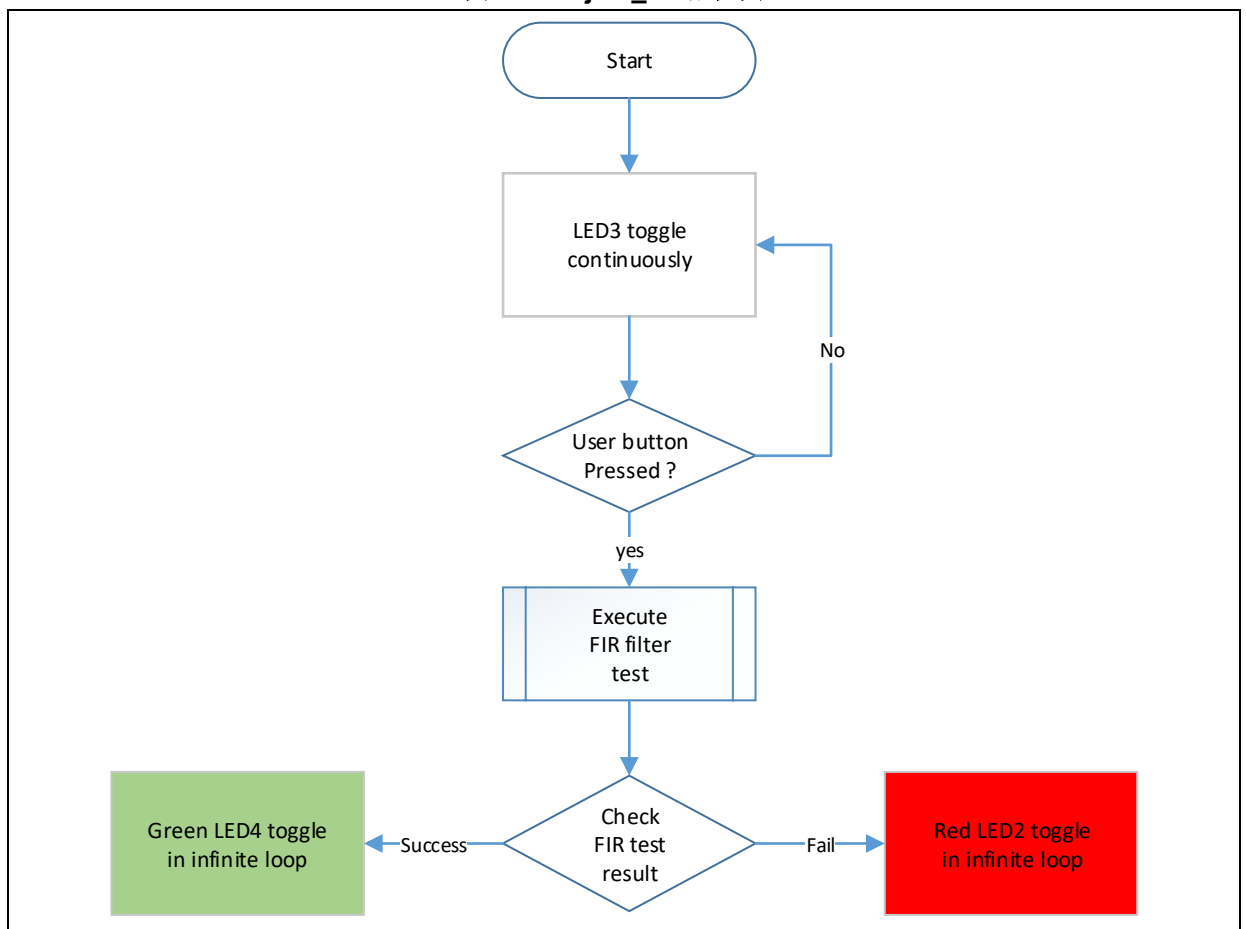 Start
LED3 toggle
continuously
No
User button
Pressed ?
yes
Execute
FIR filter
test
Green LED4 toggle
in infinite loop
Success
Check
FIR test
result
Fail
Red LED2 toggle
in infinite loop